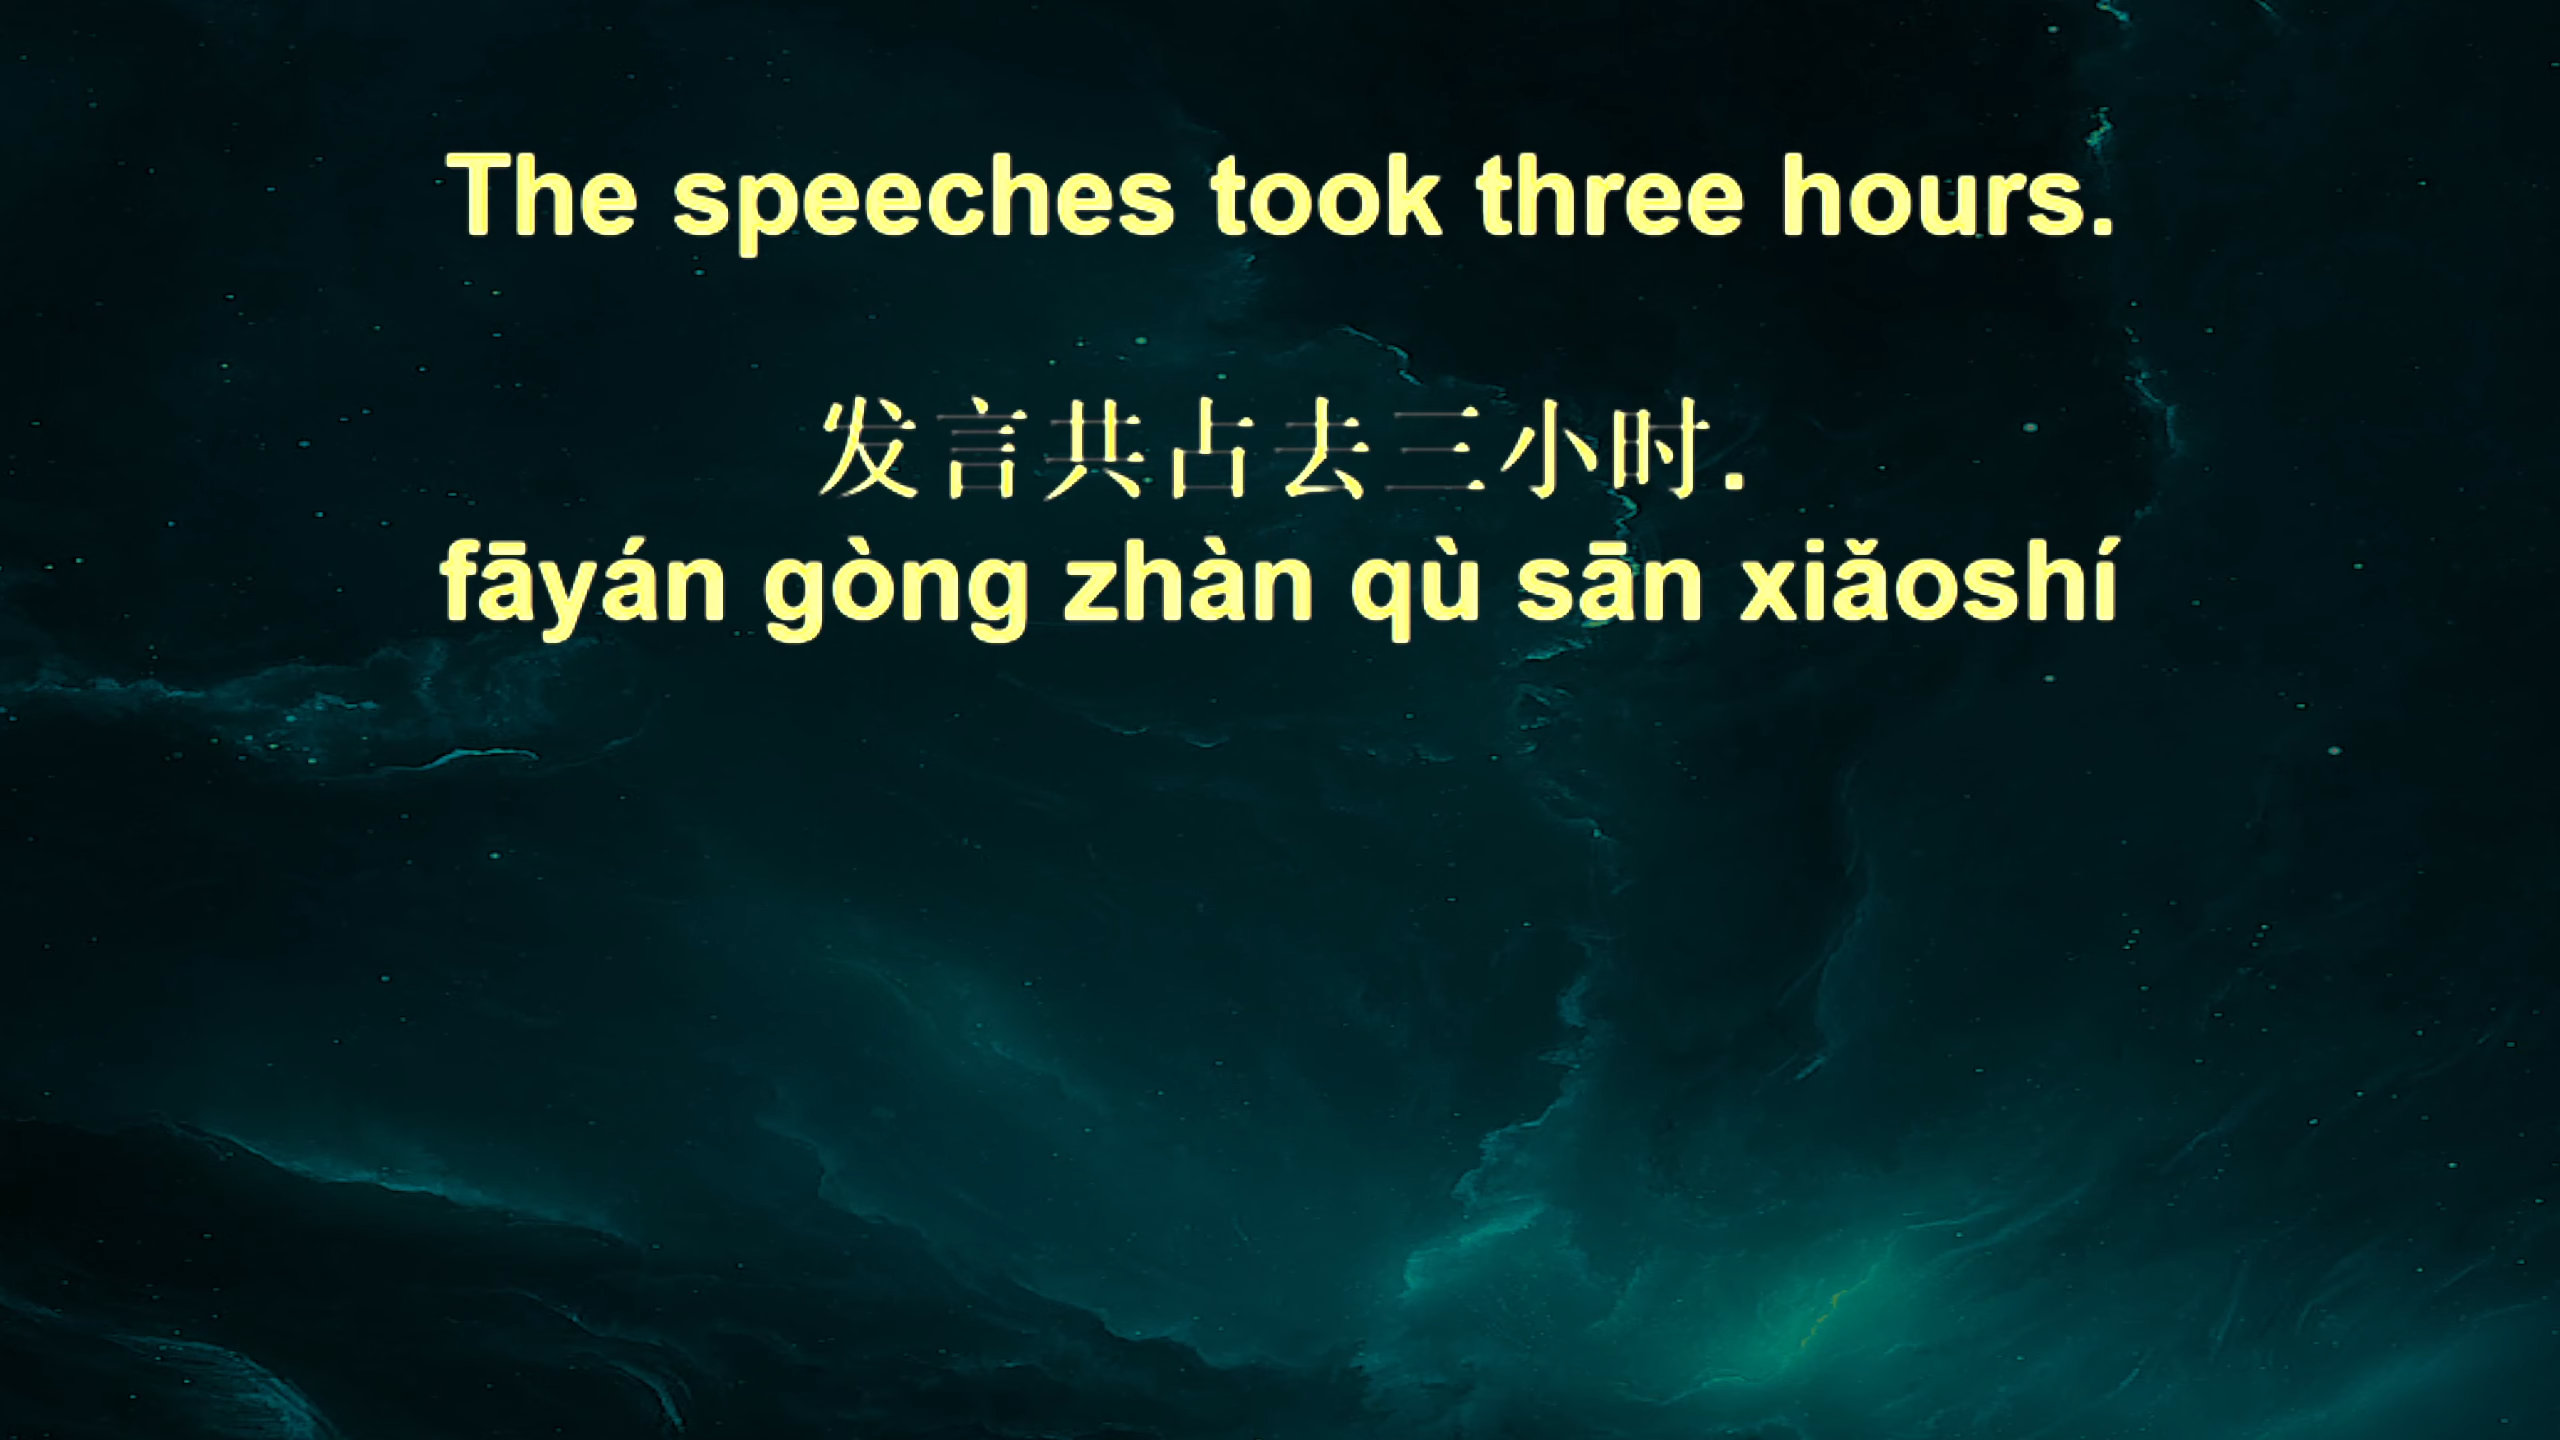 The speeches took three hours.
发言共占去三小时.
fāyán gòng zhàn qù sān xiǎoshí